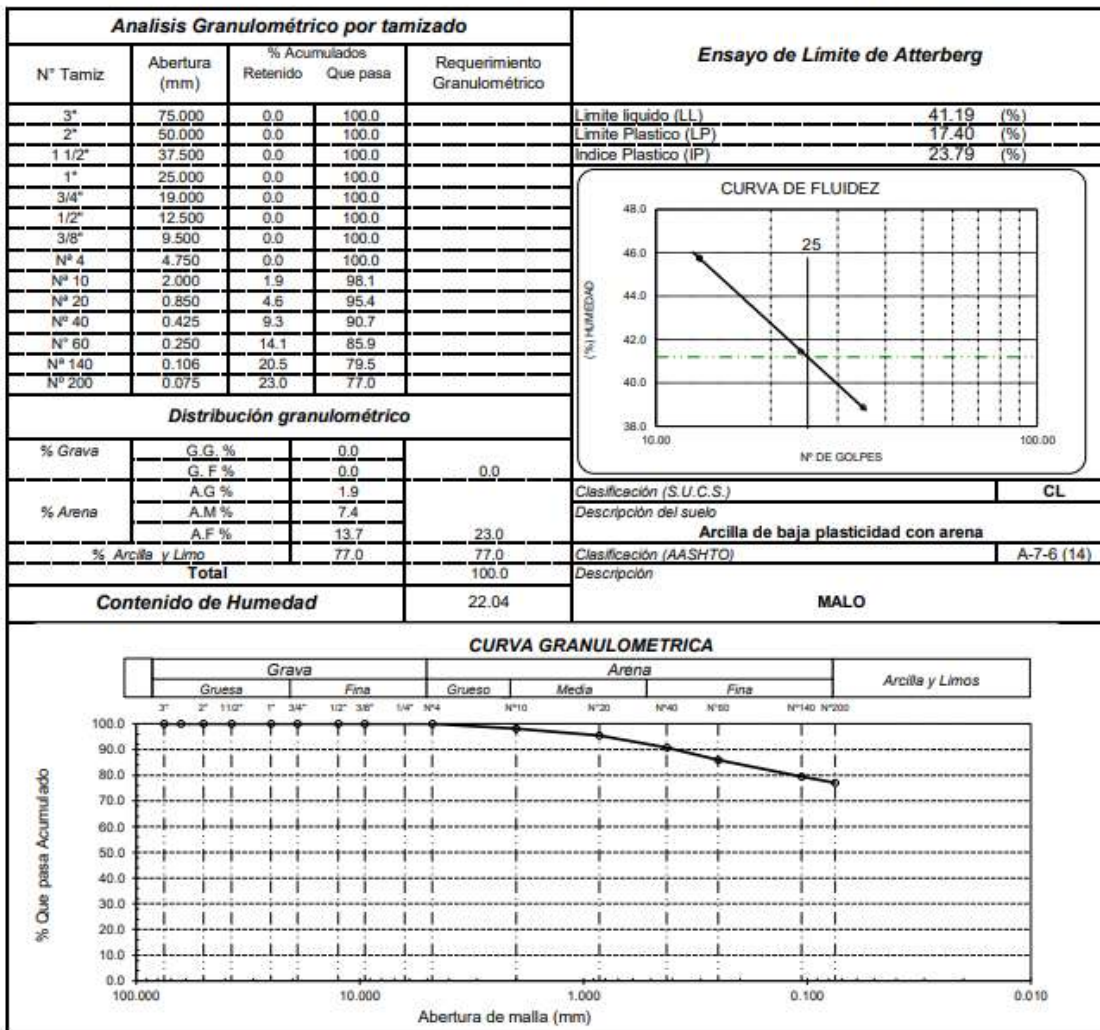 Analisis Granulométrico por tamizado
N° Tamiz Abertura (mm) % Acumulados Retenido Que pasa Requerimiento Granulométrico
3" 75.000 0.0 100.0
2" 50.000 0.0 100.0
1 1/2" 37.500 0.0 100.0
1" 25.000 0.0 100.0
3/4" 19.000 0.0 100.0
1/2" 12.500 0.0 100.0
3/8" 9.500 0.0 100.0
Nª 4 4.750 0.0 100.0
Nª 10 2.000 1.9 98.1
Nª 20 0.850 4.6 95.4
Nº 40 0.425 9.3 90.7
N° 60 0.250 14.1 85.9
Nª 140 0.106 20.5 79.5
Nº 200 0.075 23.0 77.0
Distribución granulométrico
% Grava G.G. % 0.0
G. F % 0.0 0.0
% Arena A.G % 1.9
A.M % 7.4
A.F % 13.7 23.0
% Arcilla y Limo 77.0 77.0
Total 100.0
Contenido de Humedad 22.04
Ensayo de Límite de Atterberg
Limite liquido (LL) 41.19 (%)
Limite Plastico (LP) 17.40 (%)
Indice Plastico (IP) 23.79 (%)
CURVA DE FLUIDEZ
48.0
46.0
44.0
42.0
40.0
38.0
(%) HUMEDAD
25
10.00 100.00
Nº DE GOLPES
Clasificación (S.U.C.S.) CL
Descripción del suelo
Arcilla de baja plasticidad con arena
Clasificación (AASHTO) A-7-6 (14)
Descripción
MALO
CURVA GRANULOMETRICA
Grava Arena Arcilla y Limos
Gruesa Fina Grueso Media Fina
3" 2" 11/2" 1" 3/4" 1/2" 3/8" 1/4" N°4 N°10 N°20 N°40 N°60 N°140 N°200
100.0
90.0
80.0
70.0
60.0
50.0
40.0
30.0
20.0
10.0
0.0
% Que pasa Acumulado
100.000 10.000 1.000 0.100 0.010
Abertura de malla (mm)